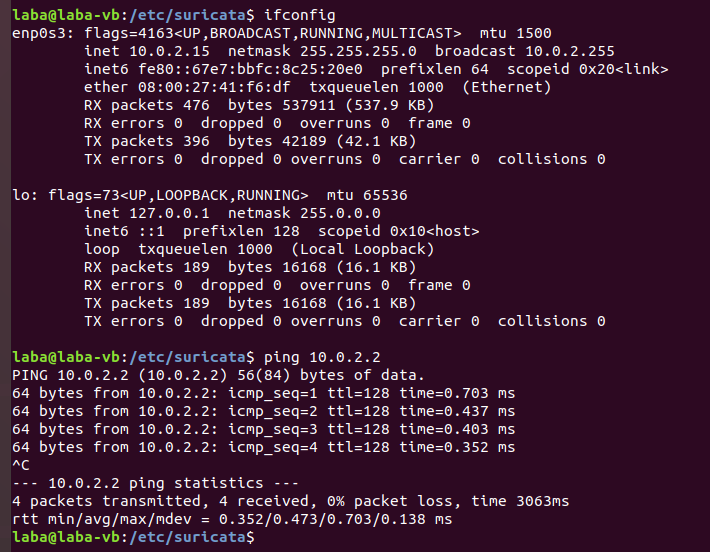 laba@laba-vb:/etc/suricata$ ifconfig
enp0s3: flags=4163<UP,BROADCAST,RUNNING,MULTICAST>  mtu 1500
        inet 10.0.2.15  netmask 255.255.255.0  broadcast 10.0.2.255
        inet6 fe80::67e7:bbfc:8c25:20e0  prefixlen 64  scopeid 0x20<link>
        ether 08:00:27:41:f6:df  txqueuelen 1000  (Ethernet)
        RX packets 476  bytes 537911 (537.9 KB)
        RX errors 0  dropped 0  overruns 0  frame 0
        TX packets 396  bytes 42189 (42.1 KB)
        TX errors 0  dropped 0 overruns 0  carrier 0  collisions 0

lo: flags=73<UP,LOOPBACK,RUNNING>  mtu 65536
        inet 127.0.0.1  netmask 255.0.0.0
        inet6 ::1  prefixlen 128  scopeid 0x10<host>
        loop  txqueuelen 1000  (Local Loopback)
        RX packets 189  bytes 16168 (16.1 KB)
        RX errors 0  dropped 0  overruns 0  frame 0
        TX packets 189  bytes 16168 (16.1 KB)
        TX errors 0  dropped 0 overruns 0  carrier 0  collisions 0

laba@laba-vb:/etc/suricata$ ping 10.0.2.2
PING 10.0.2.2 (10.0.2.2) 56(84) bytes of data.
64 bytes from 10.0.2.2: icmp_seq=1 ttl=128 time=0.703 ms
64 bytes from 10.0.2.2: icmp_seq=2 ttl=128 time=0.437 ms
64 bytes from 10.0.2.2: icmp_seq=3 ttl=128 time=0.403 ms
64 bytes from 10.0.2.2: icmp_seq=4 ttl=128 time=0.352 ms
^C
--- 10.0.2.2 ping statistics ---
4 packets transmitted, 4 received, 0% packet loss, time 3063ms
rtt min/avg/max/mdev = 0.352/0.473/0.703/0.138 ms
laba@laba-vb:/etc/suricata$